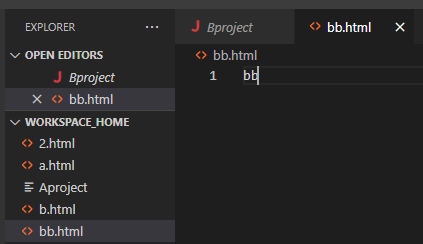 EXPLORER
OPEN EDITORS
Bproject
bb.html
WORKSPACE_HOME
2.html
a.html
Aproject
b.html
bb.html
Bproject
bb.html
bb.html
1 bb